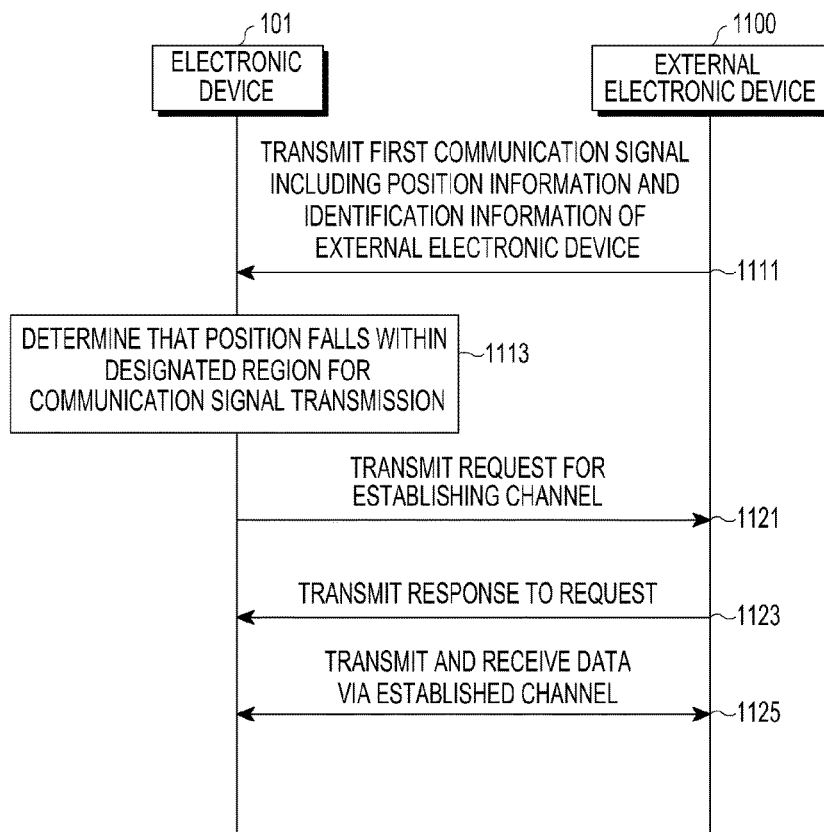 101
1100
ELECTRONIC
DEVICE
EXTERNAL
ELECTRONIC DEVICE
TRANSMIT FIRST COMMUNICATION SIGNAL
INCLUDING POSITION INFORMATION AND
IDENTIFICATION INFORMATION OF
EXTERNAL ELECTRONIC DEVICE
1111
DETERMINE THAT POSITION FALLS WITHIN
DESIGNATED REGION FOR
COMMUNICATION SIGNAL TRANSMISSION
1113
TRANSMIT REQUEST FOR
ESTABLISHING CHANNEL
1121
TRANSMIT RESPONSE TO REQUEST
1123
TRANSMIT AND RECEIVE DATA
VIA ESTABLISHED CHANNEL
1125